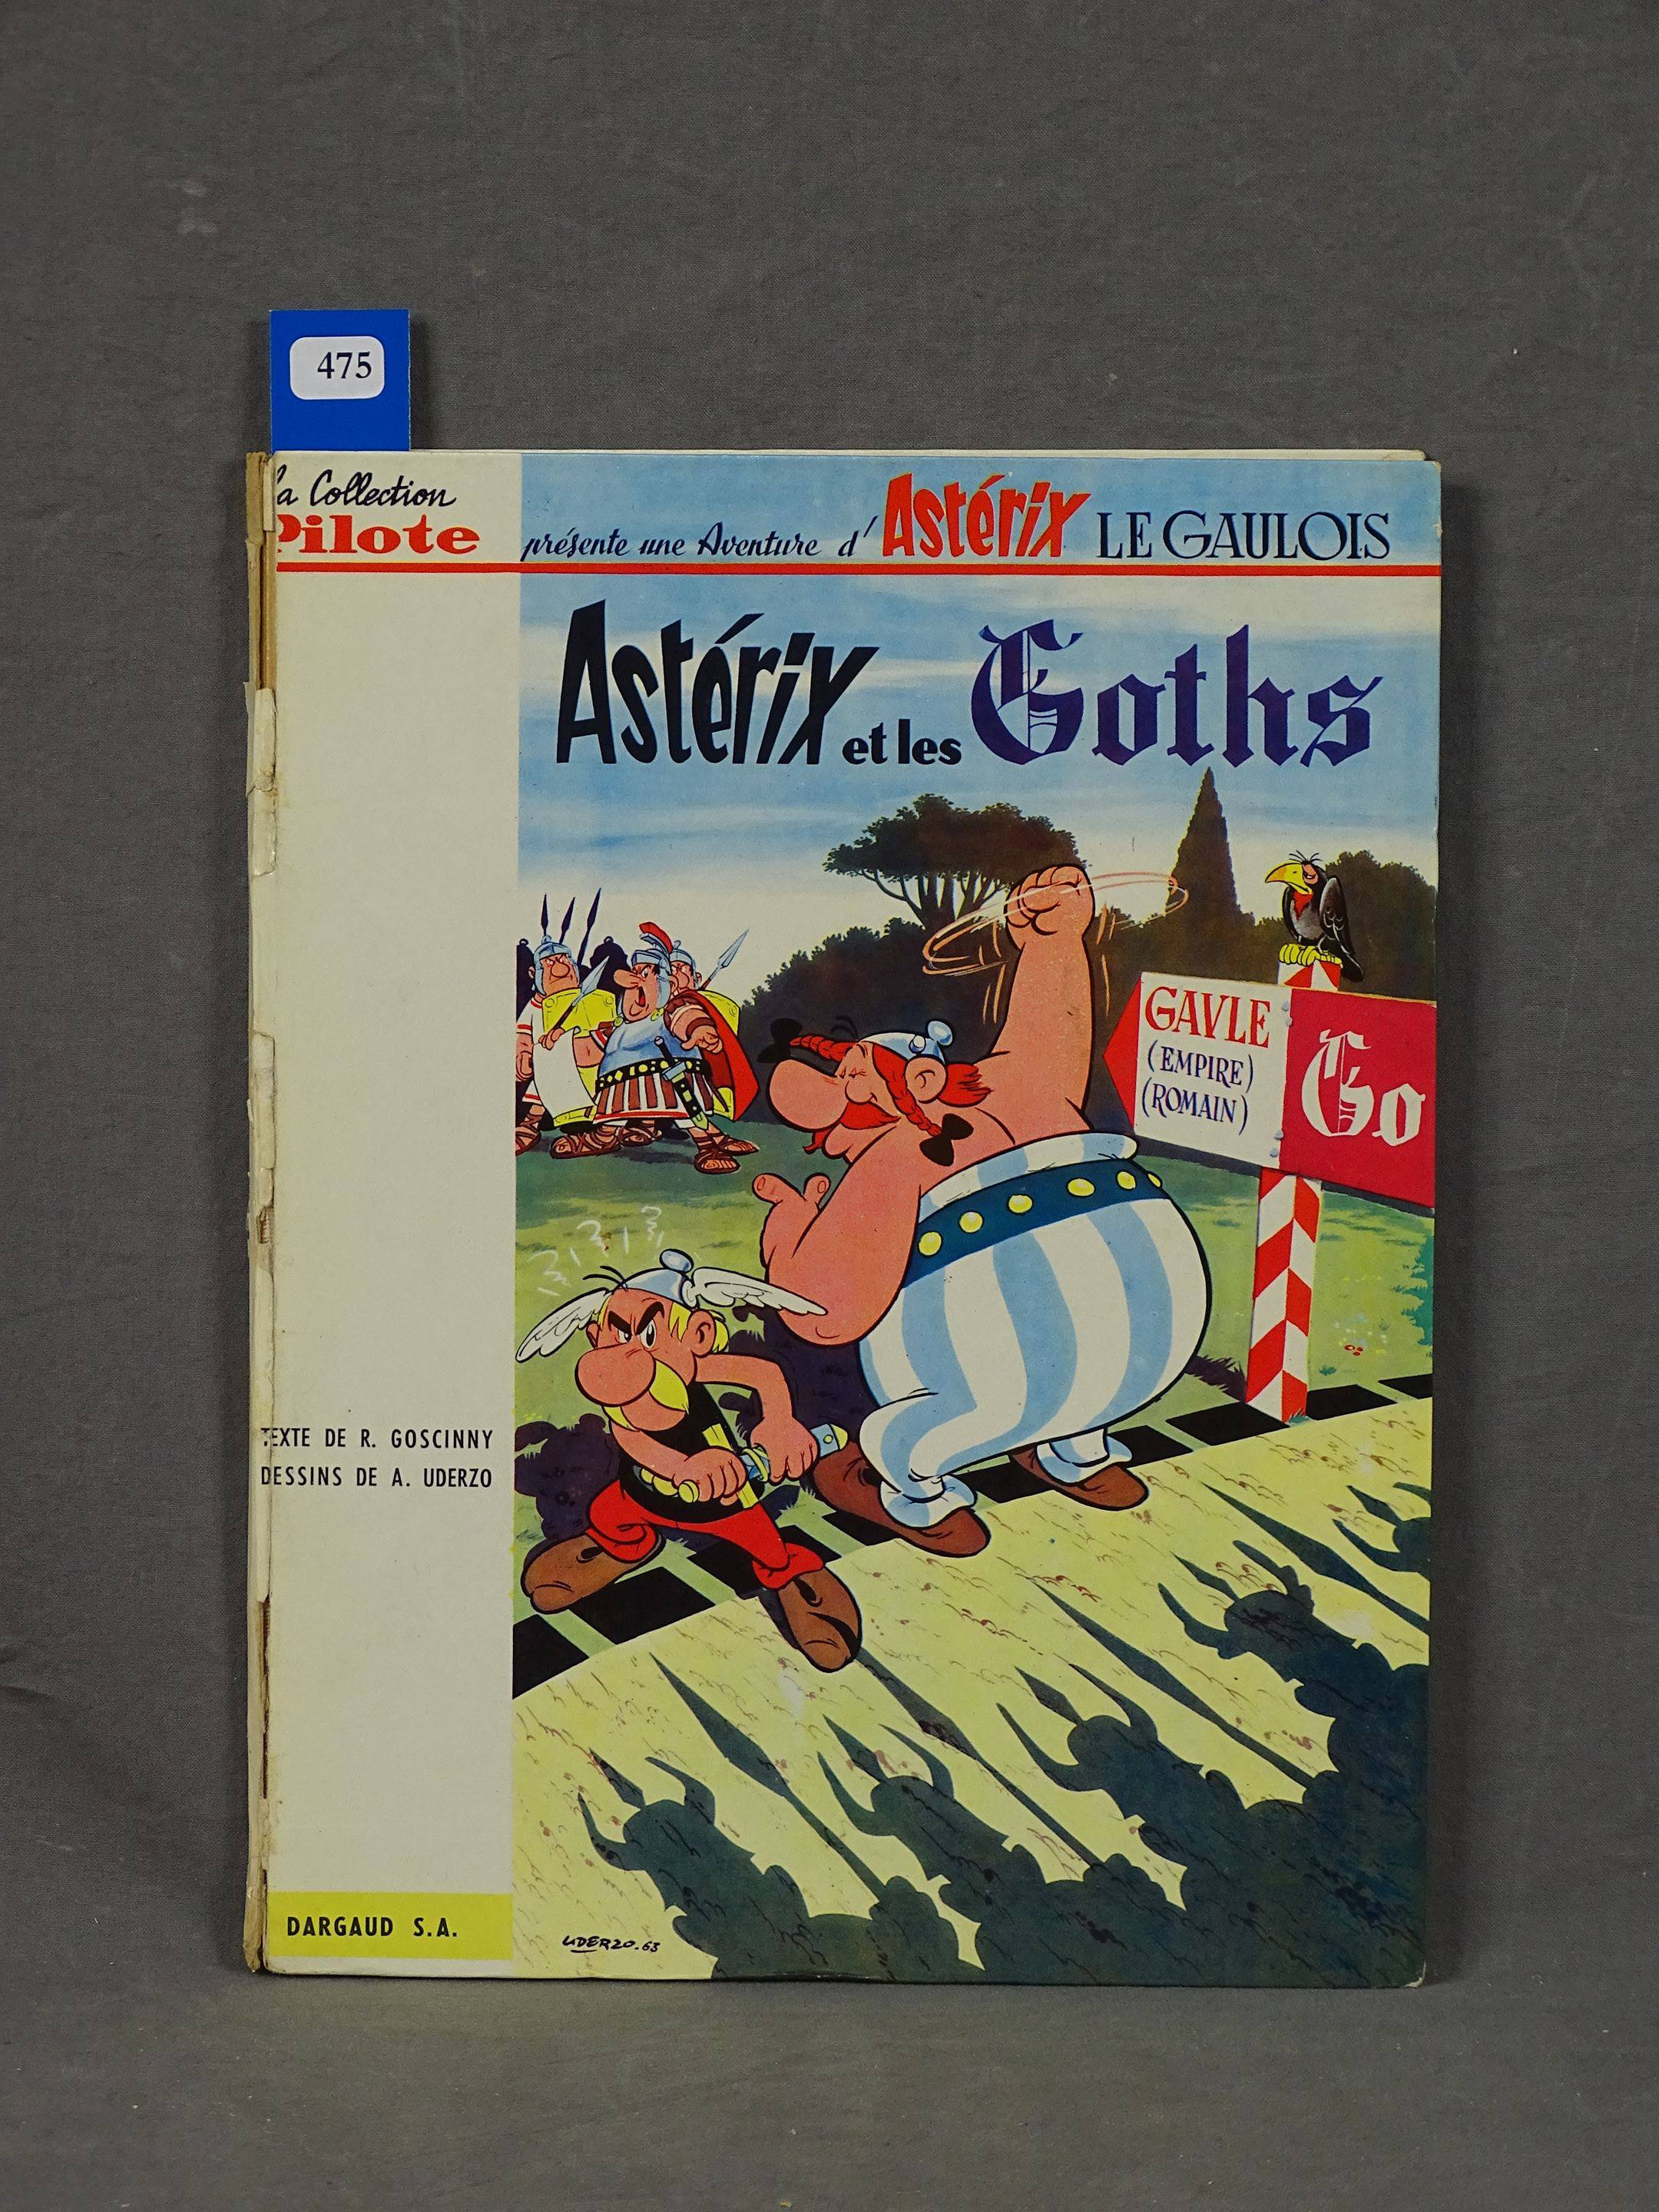 475
la Collection
Pilote
présente une Aventure d'Astérix LE GAULOIS
Astérix et les Goths
GAVLE
(EMPIRE)
(ROMAIN)
Go
TEXTE DE R. GOSCINNY
DESSINS DE A. UDERZO
DARGAUD S.A.
UDERZO.63